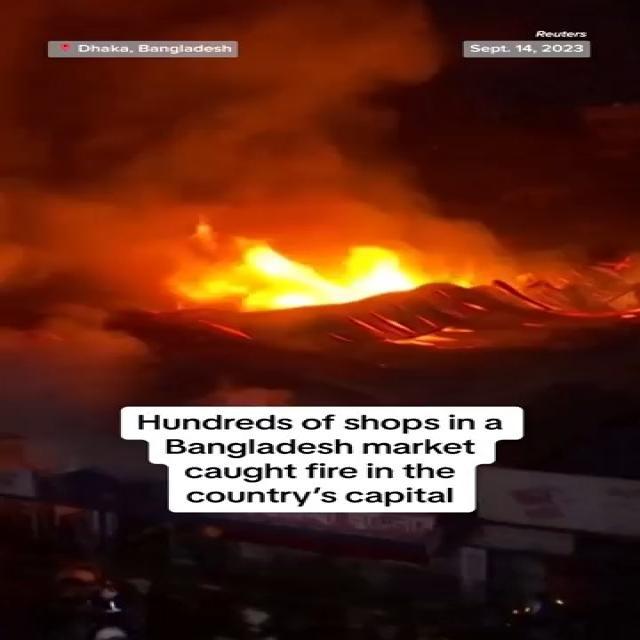 Reuters
Dhaka, Bangladesh
Sept. 14, 2023
Hundreds of shops in a
Bangladesh market
caught fire in the
country's capital